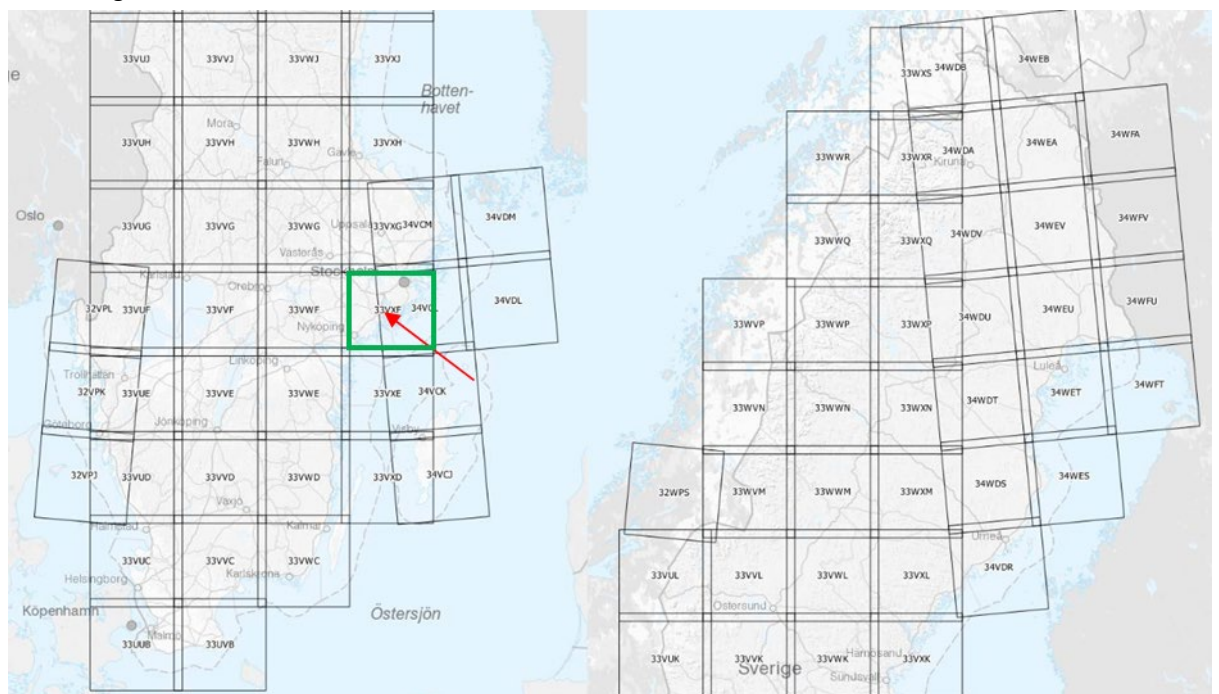 33VUJ 33VVJ 33VWJ 33VXJ
ge
Botten-
havet
Mora
33VUH 33VVH 33VWH 33VXH
Falun Gävle
Oslo
33VUG 33VVG 33VWG Uppsala 33VXG 34VCM 34VDM
Västerås
Karlstad Örebro Stockholm
32VPL 33VUF 33VVF 33VWF 33VXF 34VCL 34VDL
Nyköping
Linköping
Trollhättan
32VPK 33VUE 33VVE 33VWE 33VXE 34VCK
Göteborg Jönköping Visby
32VPJ 33VUD 33VVD 33VWD 33VXD 34VCJ
Växjö
Halmstad Kalmar
33VUC 33VVC 33VWC
Helsingborg Karlskrona
Köpenhamn Östersjön
Malmö
33UUB 33UVB
33WXS 34WDB 34WEB
33WWR 33WXR 34WDA 34WEA 34WFA
Kiruna
33WWQ 33WXQ 34WDV 34WEV 34WFV
33WVP 33WWP 33WXP 34WDU 34WEU 34WFU
Luleå
33WVN 33WWN 33WXN 34WDT 34WET 34WFT
32WPS 33WVM 33WWM 33WXM 34WDS 34WES
Umeå
33VUL 33VVL 33VWL 33VXL 34VDR
Östersund
33VUK 33VVK 33VWK 33VXK
Sverige Härnösand
Sundsvall